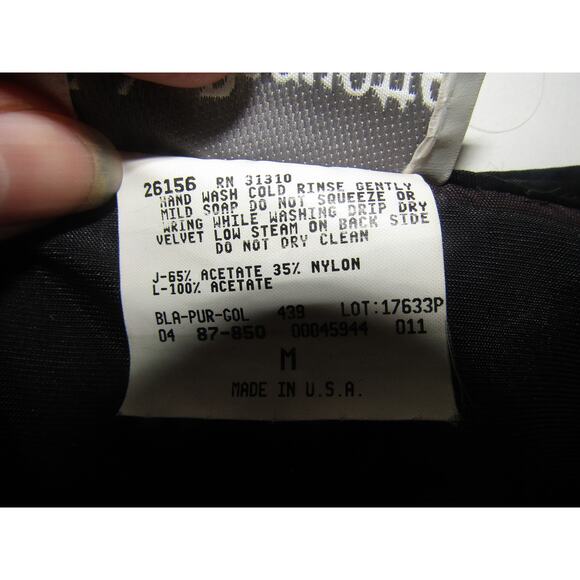 26156 RN 31310
HAND WASH COLD RINSE GENTLY
MILD SOAP DO NOT SQUEEZE OR
WRING WHILE WASHING DRIP DRY
VELVET LOW STEAM ON BACK SIDE
DO NOT DRY CLEAN
J-65% ACETATE 35% NYLON
L-100% ACETATE
BLA-PUR-GOL 439 LOT:17633P
04 87-850 00045944 011
M
MADE IN U.S.A.